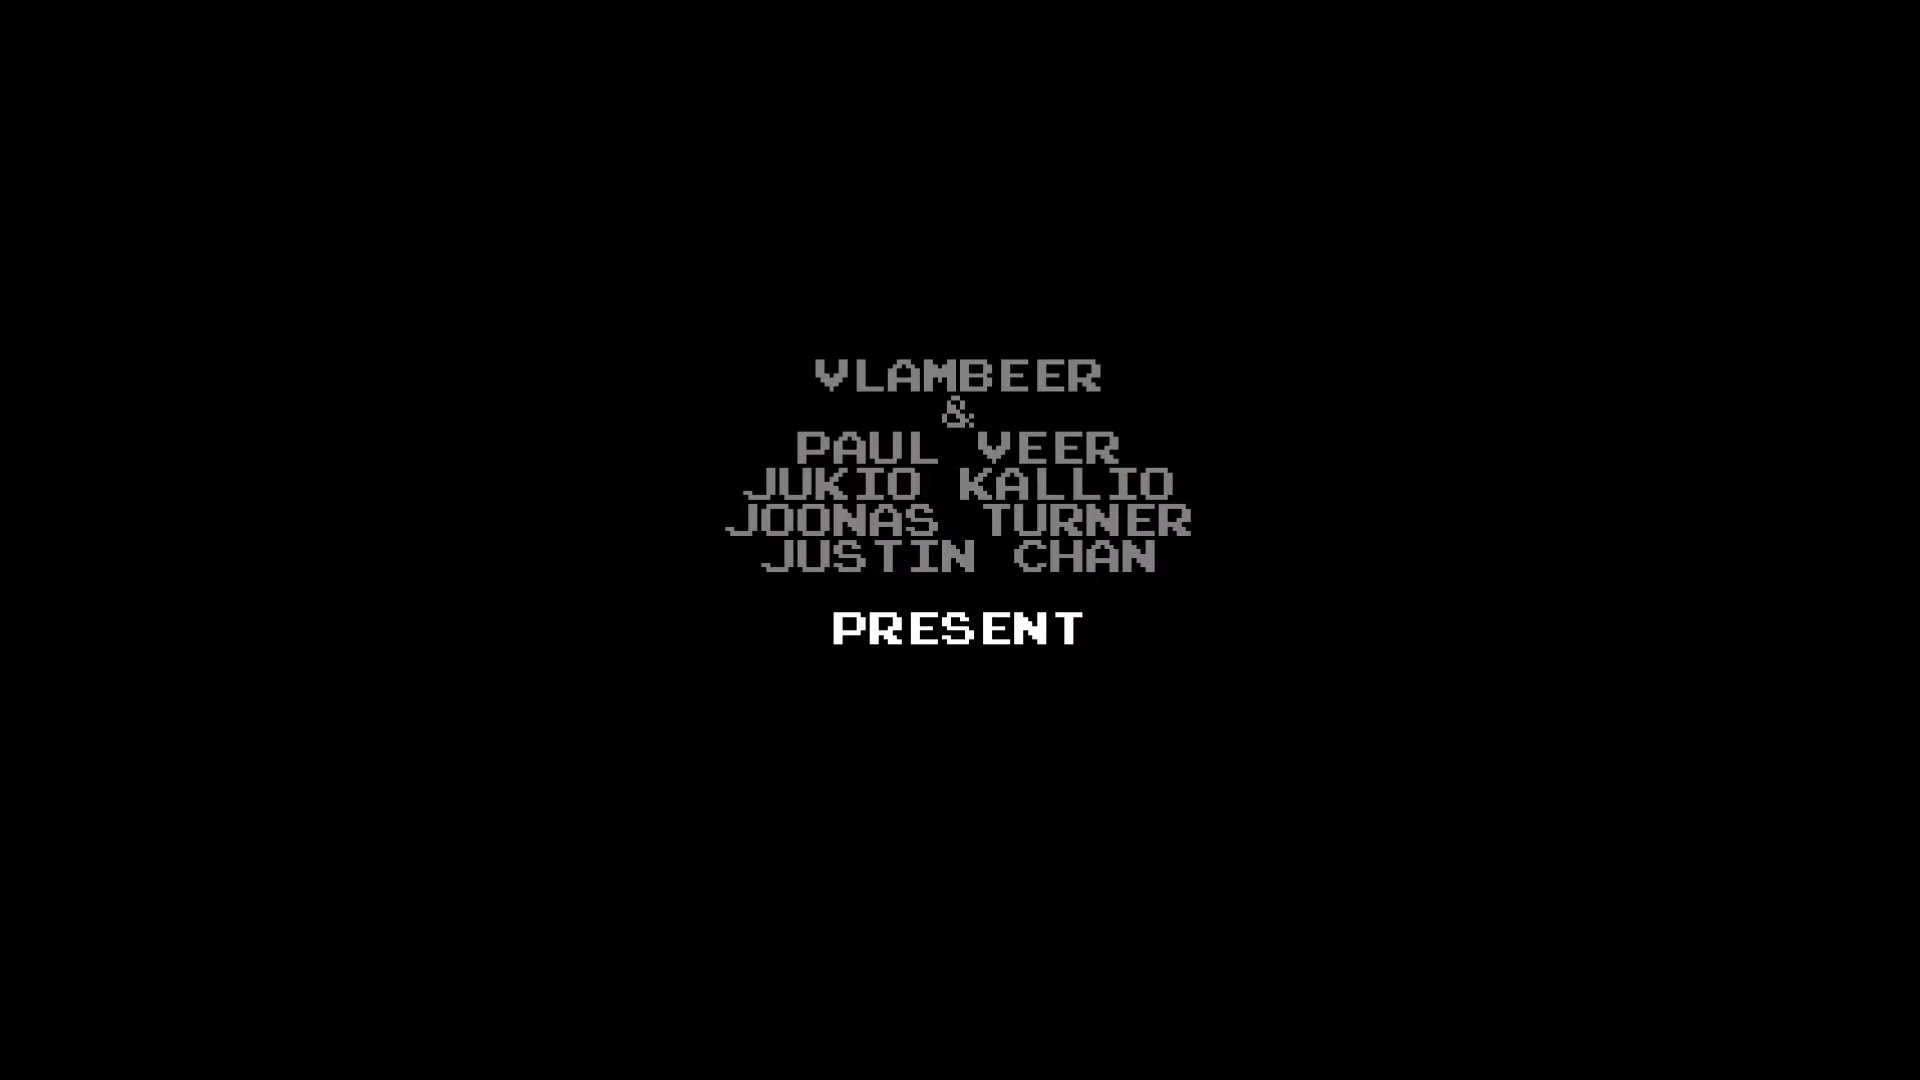 VLAMBEER
&
PAUL VEER
JUKIO KALLIO
JOONAS TURNER
JUSTIN CHAN
PRESENT